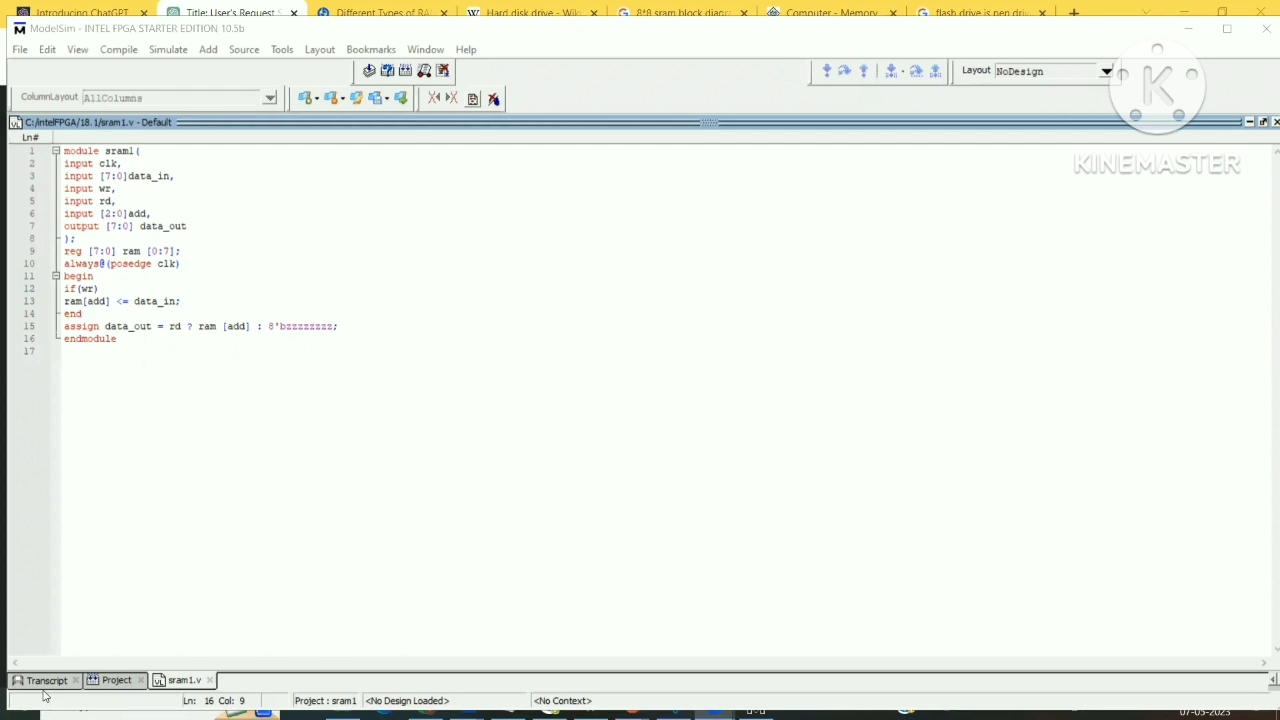 Introducing ChatGPT
Title: User's Request S
Different Types of RA
Hard disk drive - Wiki
8*8 sram block diagram
Computer - Memory
flash drive is pen driv
ModelSim - INTEL FPGA STARTER EDITION 10.5b
File Edit View Compile Simulate Add Source Tools Layout Bookmarks Window Help
Layout NoDesign
ColumnLayout AllColumns
K
KINEMASTER
C:/intelFPGA/18.1/sram1.v - Default
Ln#
1 module sram1(
2 input clk,
3 input [7:0]data_in,
4 input wr,
5 input rd,
6 input [2:0]add,
7 output [7:0] data_out
8 );
9 reg [7:0] ram [0:7];
10 always@(posedge clk)
11 begin
12 if(wr)
13 ram[add] <= data_in;
14 end
15 assign data_out = rd ? ram [add] : 8'bzzzzzzzz;
16 endmodule
17
Transcript Project sram1.v
Ln: 16 Col: 9 Project : sram1 <No Design Loaded> <No Context>
07-05-2023